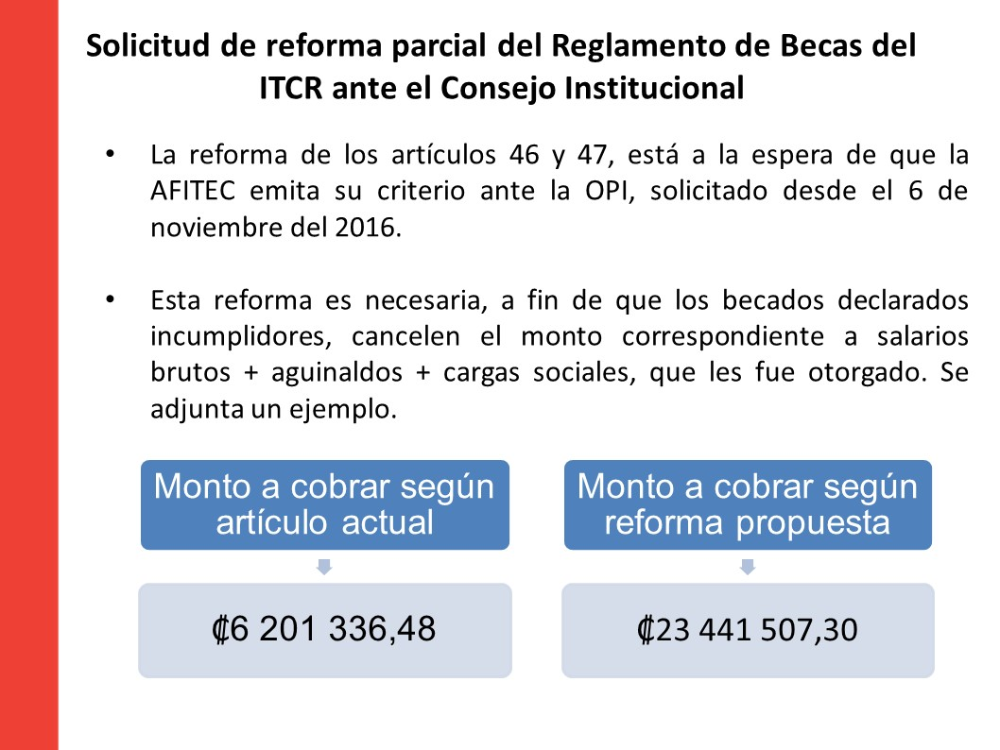 Solicitud de reforma parcial del Reglamento de Becas del
ITCR ante el Consejo Institucional
• La reforma de los artículos 46 y 47, está a la espera de que la
AFITEC emita su criterio ante la OPI, solicitado desde el 6 de
noviembre del 2016.
• Esta reforma es necesaria, a fin de que los becados declarados
incumplidores, cancelen el monto correspondiente a salarios
brutos + aguinaldos + cargas sociales, que les fue otorgado. Se
adjunta un ejemplo.
Monto a cobrar según
artículo actual
₡6 201 336,48
Monto a cobrar según
reforma propuesta
₡23 441 507,30